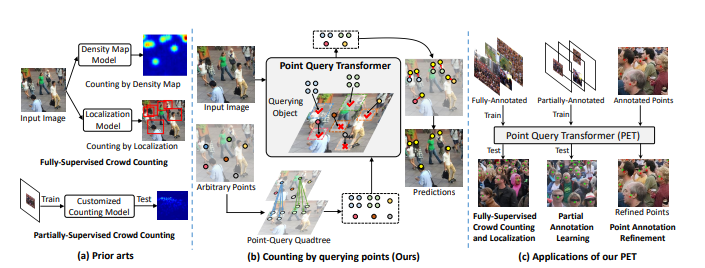 Density Map
Model
Counting by Density Map
Input Image
Localization
Model
Counting by Localization
Fully-Supervised Crowd Counting
Train
Customized
Counting Model
Test
Partially-Supervised Crowd Counting
(a) Prior arts
Point Query Transformer
Querying
Object
Input Image
Arbitrary Points
Point-Query Quadtree
Predictions
(b) Counting by querying points (Ours)
Fully-Annotated
Partially-Annotated
Annotated Points
Train
Train
Point Query Transformer (PET)
Test
Test
Refined Points
Fully-Supervised
Crowd Counting
and Localization
Partial
Annotation
Learning
Point Annotation
Refinement
(c) Applications of our PET